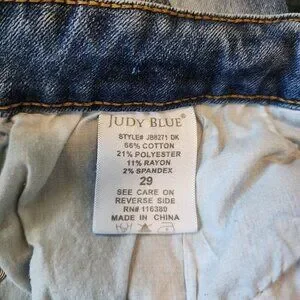 JUDY BLUE®
STYLE# JB8271 DK
66% COTTON
21% POLYESTER
11% RAYON
2% SPANDEX
29
SEE CARE ON
REVERSE SIDE
RN# 116380
MADE IN CHINA